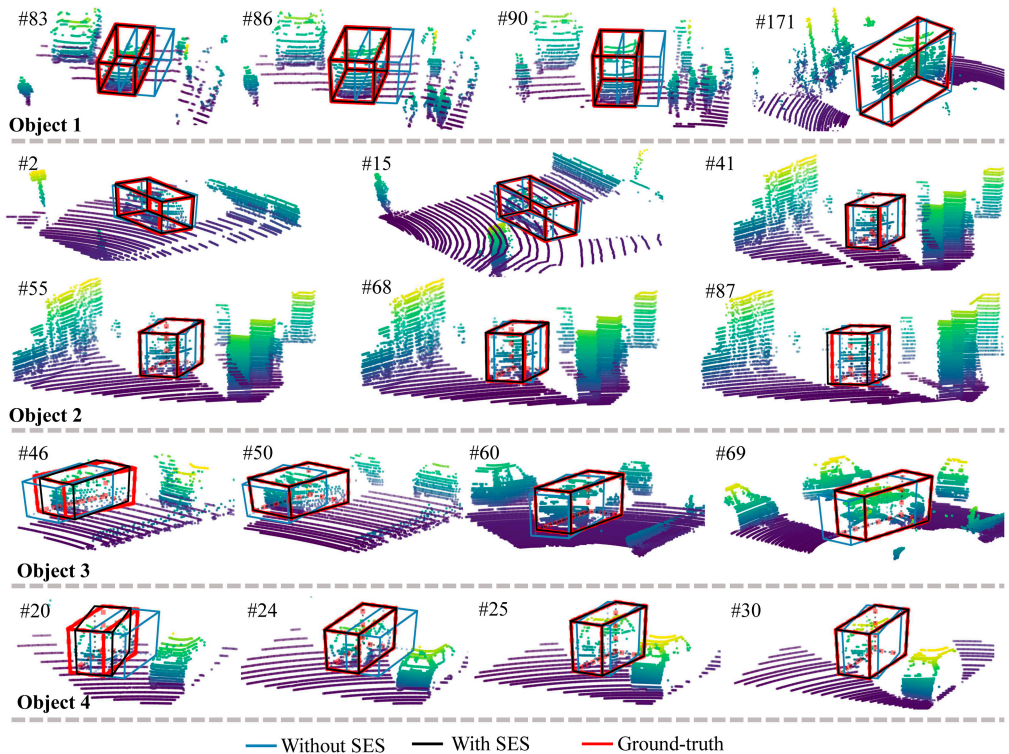 #83 #86 #90 #171
Object 1
#2 #15 #41
#55 #68 #87
Object 2
#46 #50 #60 #69
Object 3
#20 #24 #25 #30
Object 4
Without SES With SES Ground-truth